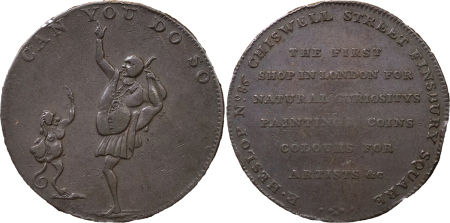 CAN YOU DO SO
R. HESLOP No. 86 CHISWELL STREET FINSBURY SQUARE
THE FIRST
SHOP IN LONDON FOR
NATURAL CURIOSITYS
PAINTINGS COINS
COLOURS FOR
ARTISTS &c